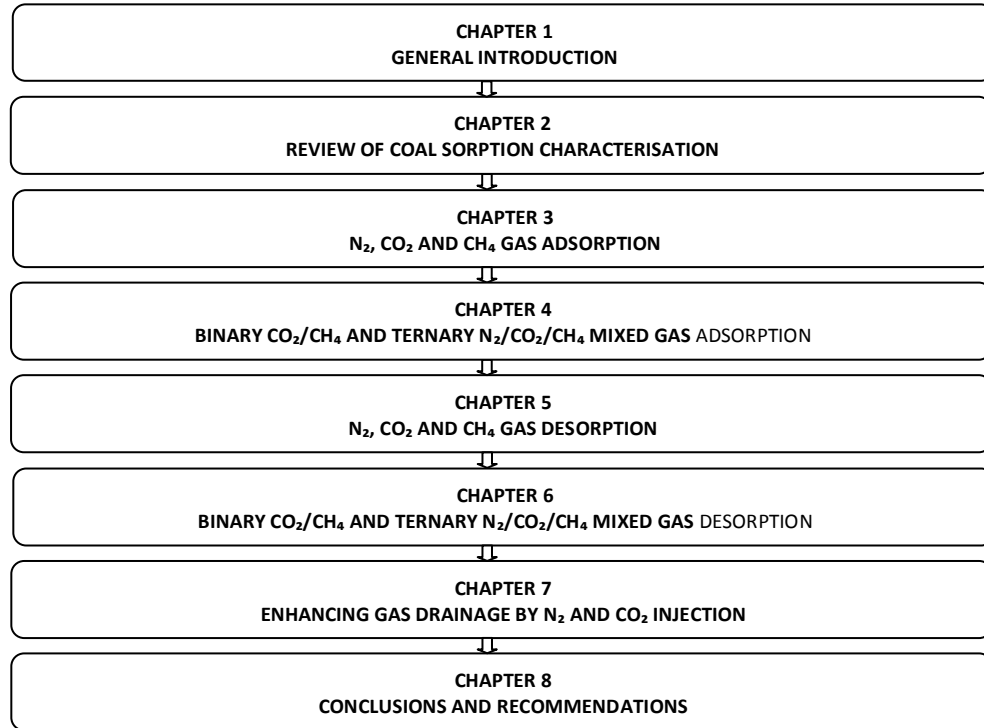 CHAPTER 1
GENERAL INTRODUCTION
CHAPTER 2
REVIEW OF COAL SORPTION CHARACTERISATION
CHAPTER 3
N₂, CO₂ AND CH₄ GAS ADSORPTION
CHAPTER 4
BINARY CO₂/CH₄ AND TERNARY N₂/CO₂/CH₄ MIXED GAS ADSORPTION
CHAPTER 5
N₂, CO₂ AND CH₄ GAS DESORPTION
CHAPTER 6
BINARY CO₂/CH₄ AND TERNARY N₂/CO₂/CH₄ MIXED GAS DESORPTION
CHAPTER 7
ENHANCING GAS DRAINAGE BY N₂ AND CO₂ INJECTION
CHAPTER 8
CONCLUSIONS AND RECOMMENDATIONS